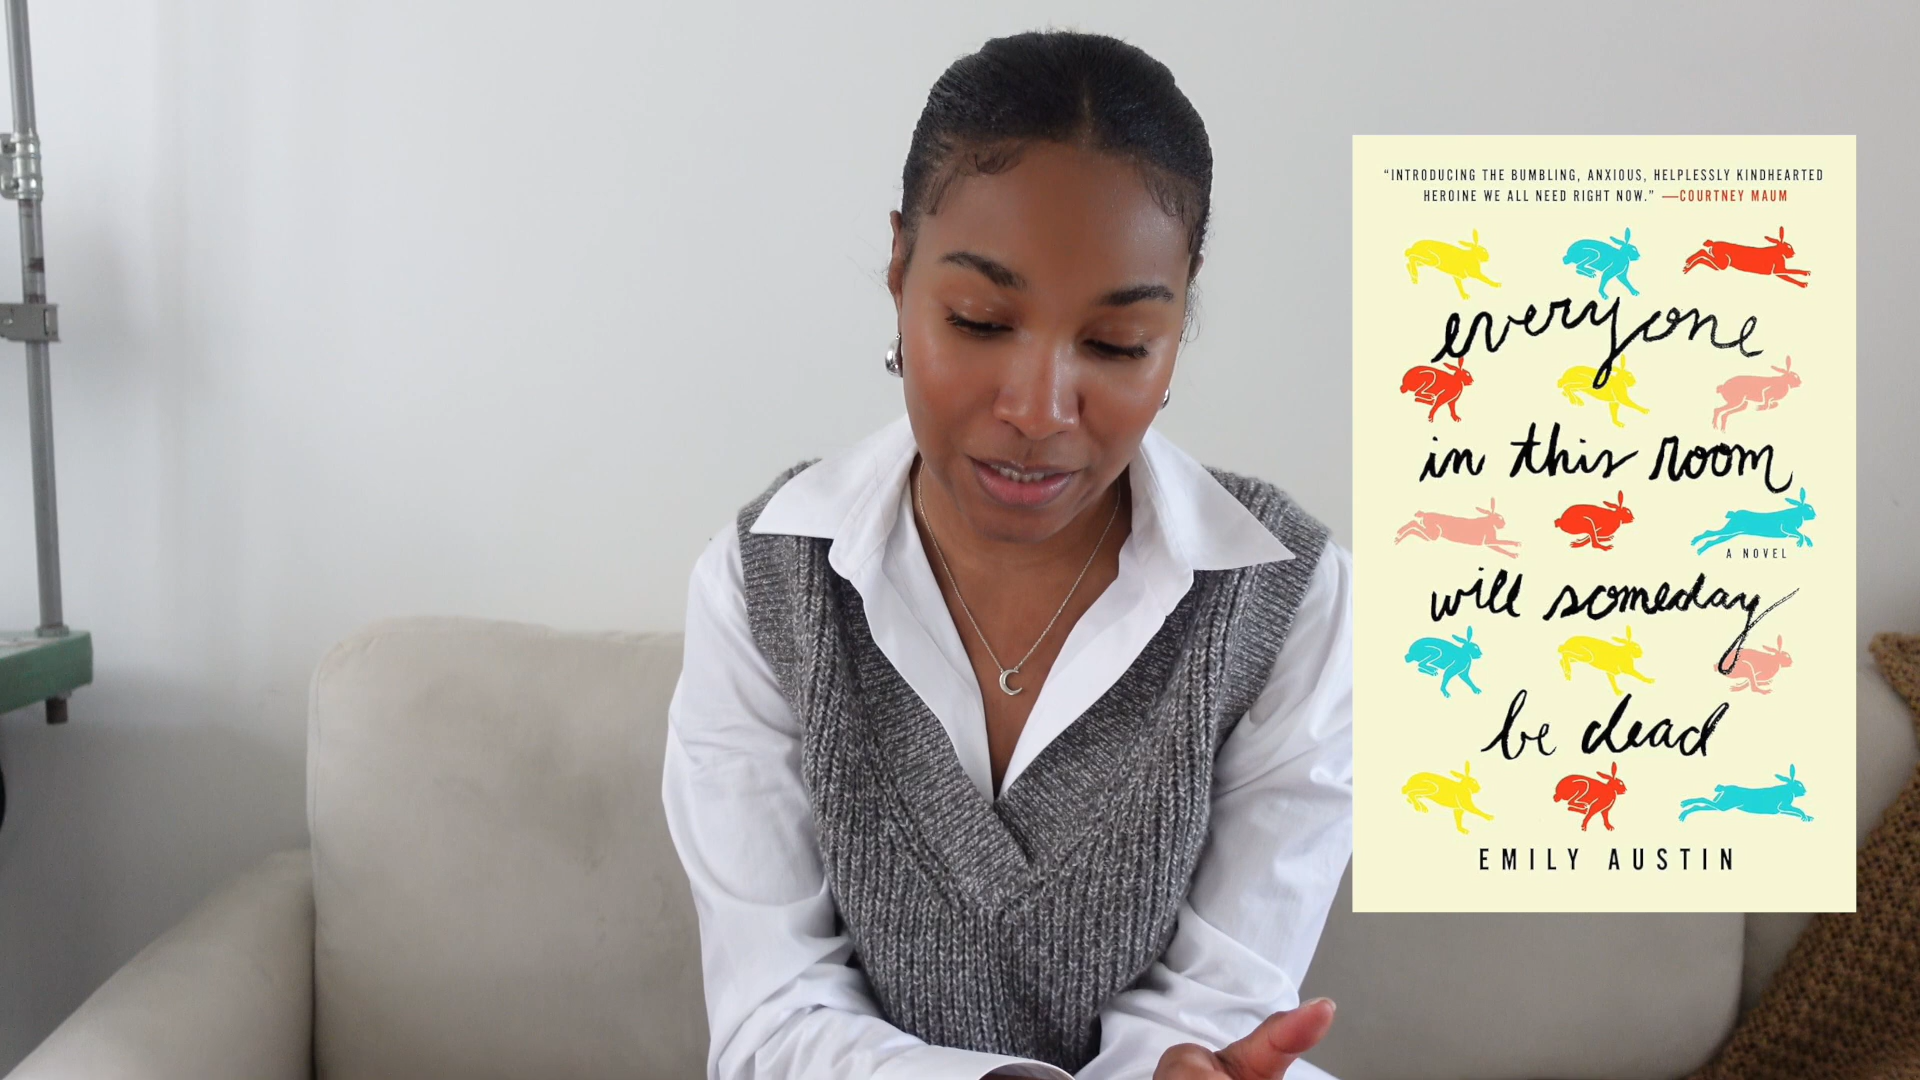 “INTRODUCING THE BUMBLING, ANXIOUS, HELPLESSLY KINDHEARTED
HEROINE WE ALL NEED RIGHT NOW.” —COURTNEY MAUM
everyone
in this room
A NOVEL
will someday
be dead
EMILY AUSTIN